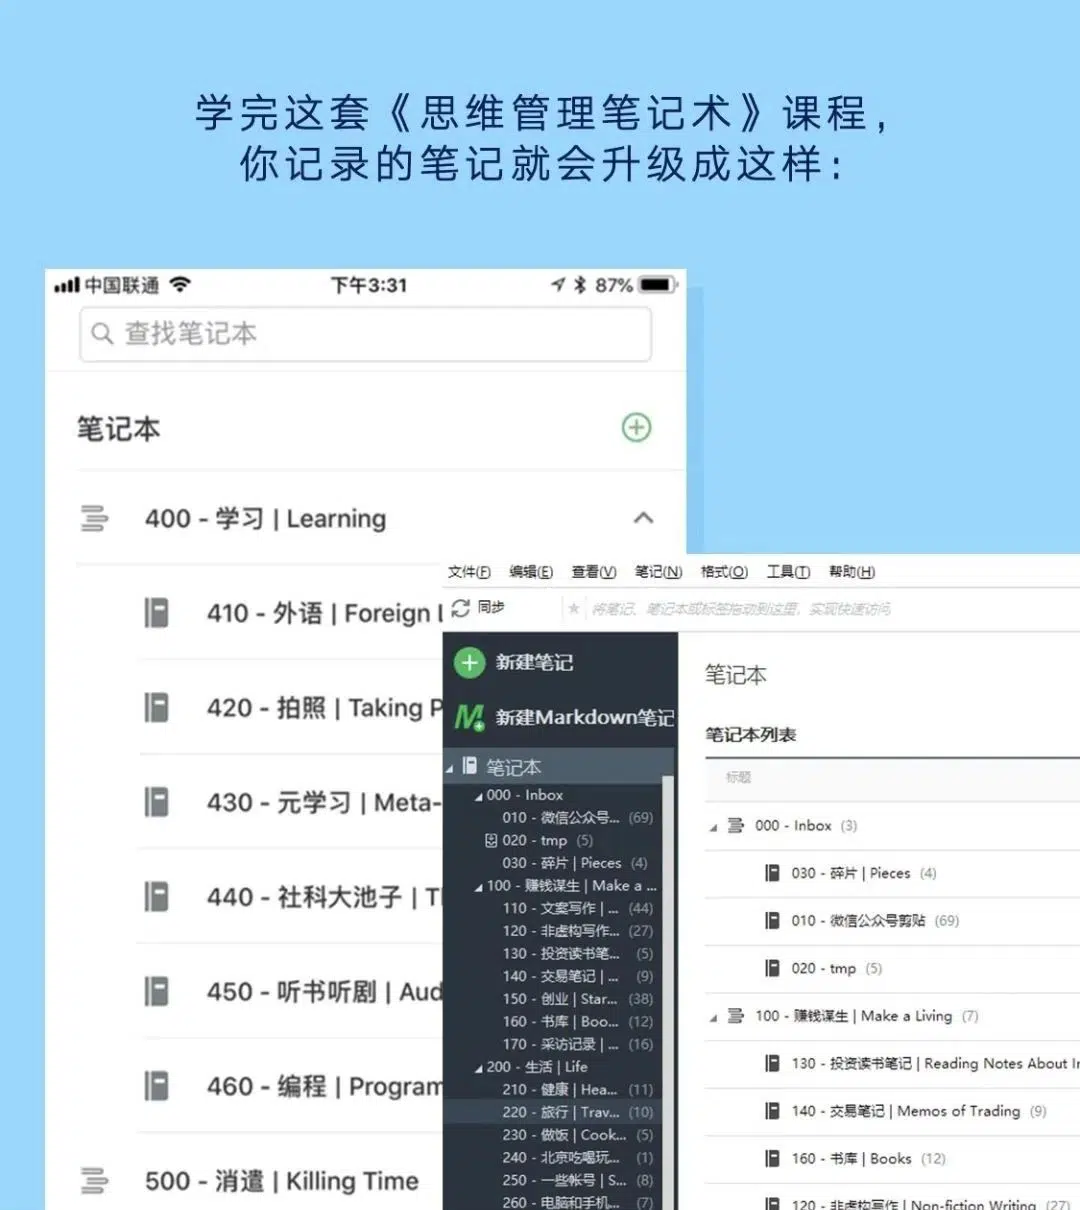 学完这套《思维管理笔记术》课程，
你记录的笔记就会升级成这样：
中国联通 下午3:31 87%
查找笔记本
笔记本
400 - 学习 | Learning
410 - 外语 | Foreign
420 - 拍照 | Taking P
430 - 元学习 | Meta-
440 - 社科大池子 | T
450 - 听书听剧 | Aud
460 - 编程 | Program
500 - 消遣 | Killing Time
文件(F) 编辑(E) 查看(V) 笔记(N) 格式(O) 工具(T) 帮助(H)
同步 将笔记、笔记本或标签拖动到这里，实现快速访问
新建笔记
新建Markdown笔记
笔记本
000 - Inbox
010 - 微信公众号... (69)
020 - tmp (5)
030 - 碎片 | Pieces (4)
100 - 赚钱谋生 | Make a ...
110 - 文案写作 | ... (44)
120 - 非虚构写作... (27)
130 - 投资读书笔... (5)
140 - 交易笔记 | ... (9)
150 - 创业 | Star... (38)
160 - 书库 | Boo... (12)
170 - 采访记录 | ... (16)
200 - 生活 | Life
210 - 健康 | Hea... (11)
220 - 旅行 | Trav... (10)
230 - 做饭 | Cook... (5)
240 - 北京吃喝玩... (1)
250 - 一些帐号 | S... (8)
260 - 电脑和手机... (7)
笔记本
笔记本列表
标题
000 - Inbox (3)
030 - 碎片 | Pieces (4)
010 - 微信公众号剪贴 (69)
020 - tmp (5)
100 - 赚钱谋生 | Make a Living (7)
130 - 投资读书笔记 | Reading Notes About In
140 - 交易笔记 | Memos of Trading (9)
160 - 书库 | Books (12)
120 - 非虚构写作 | Non-fiction Writing (27)